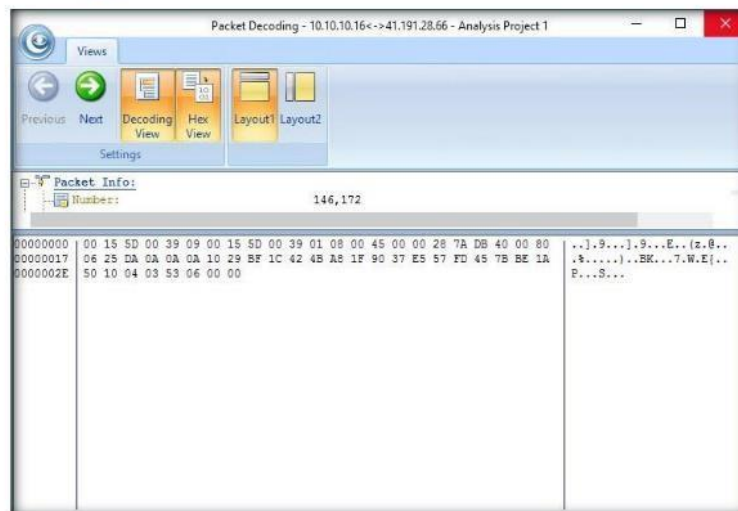 Packet Decoding - 10.10.10.16<->41.191.28.66 - Analysis Project 1
Views
Previous Next Decoding View Hex View Layout1 Layout2
Settings
Packet Info:
Number: 146,172
00000000 00 15 5D 00 39 09 00 15 5D 00 39 01 08 00 45 00 00 28 7A DB 40 00 80 ..].9...].9...E..(z.@..
00000017 06 25 DA 0A 0A 0A 10 29 BF 1C 42 4B A8 1F 90 37 E5 57 FD 45 7B BE 1A .%.....)..BK...7.W.E{..
0000002E 50 10 04 03 53 06 00 00 P...S...